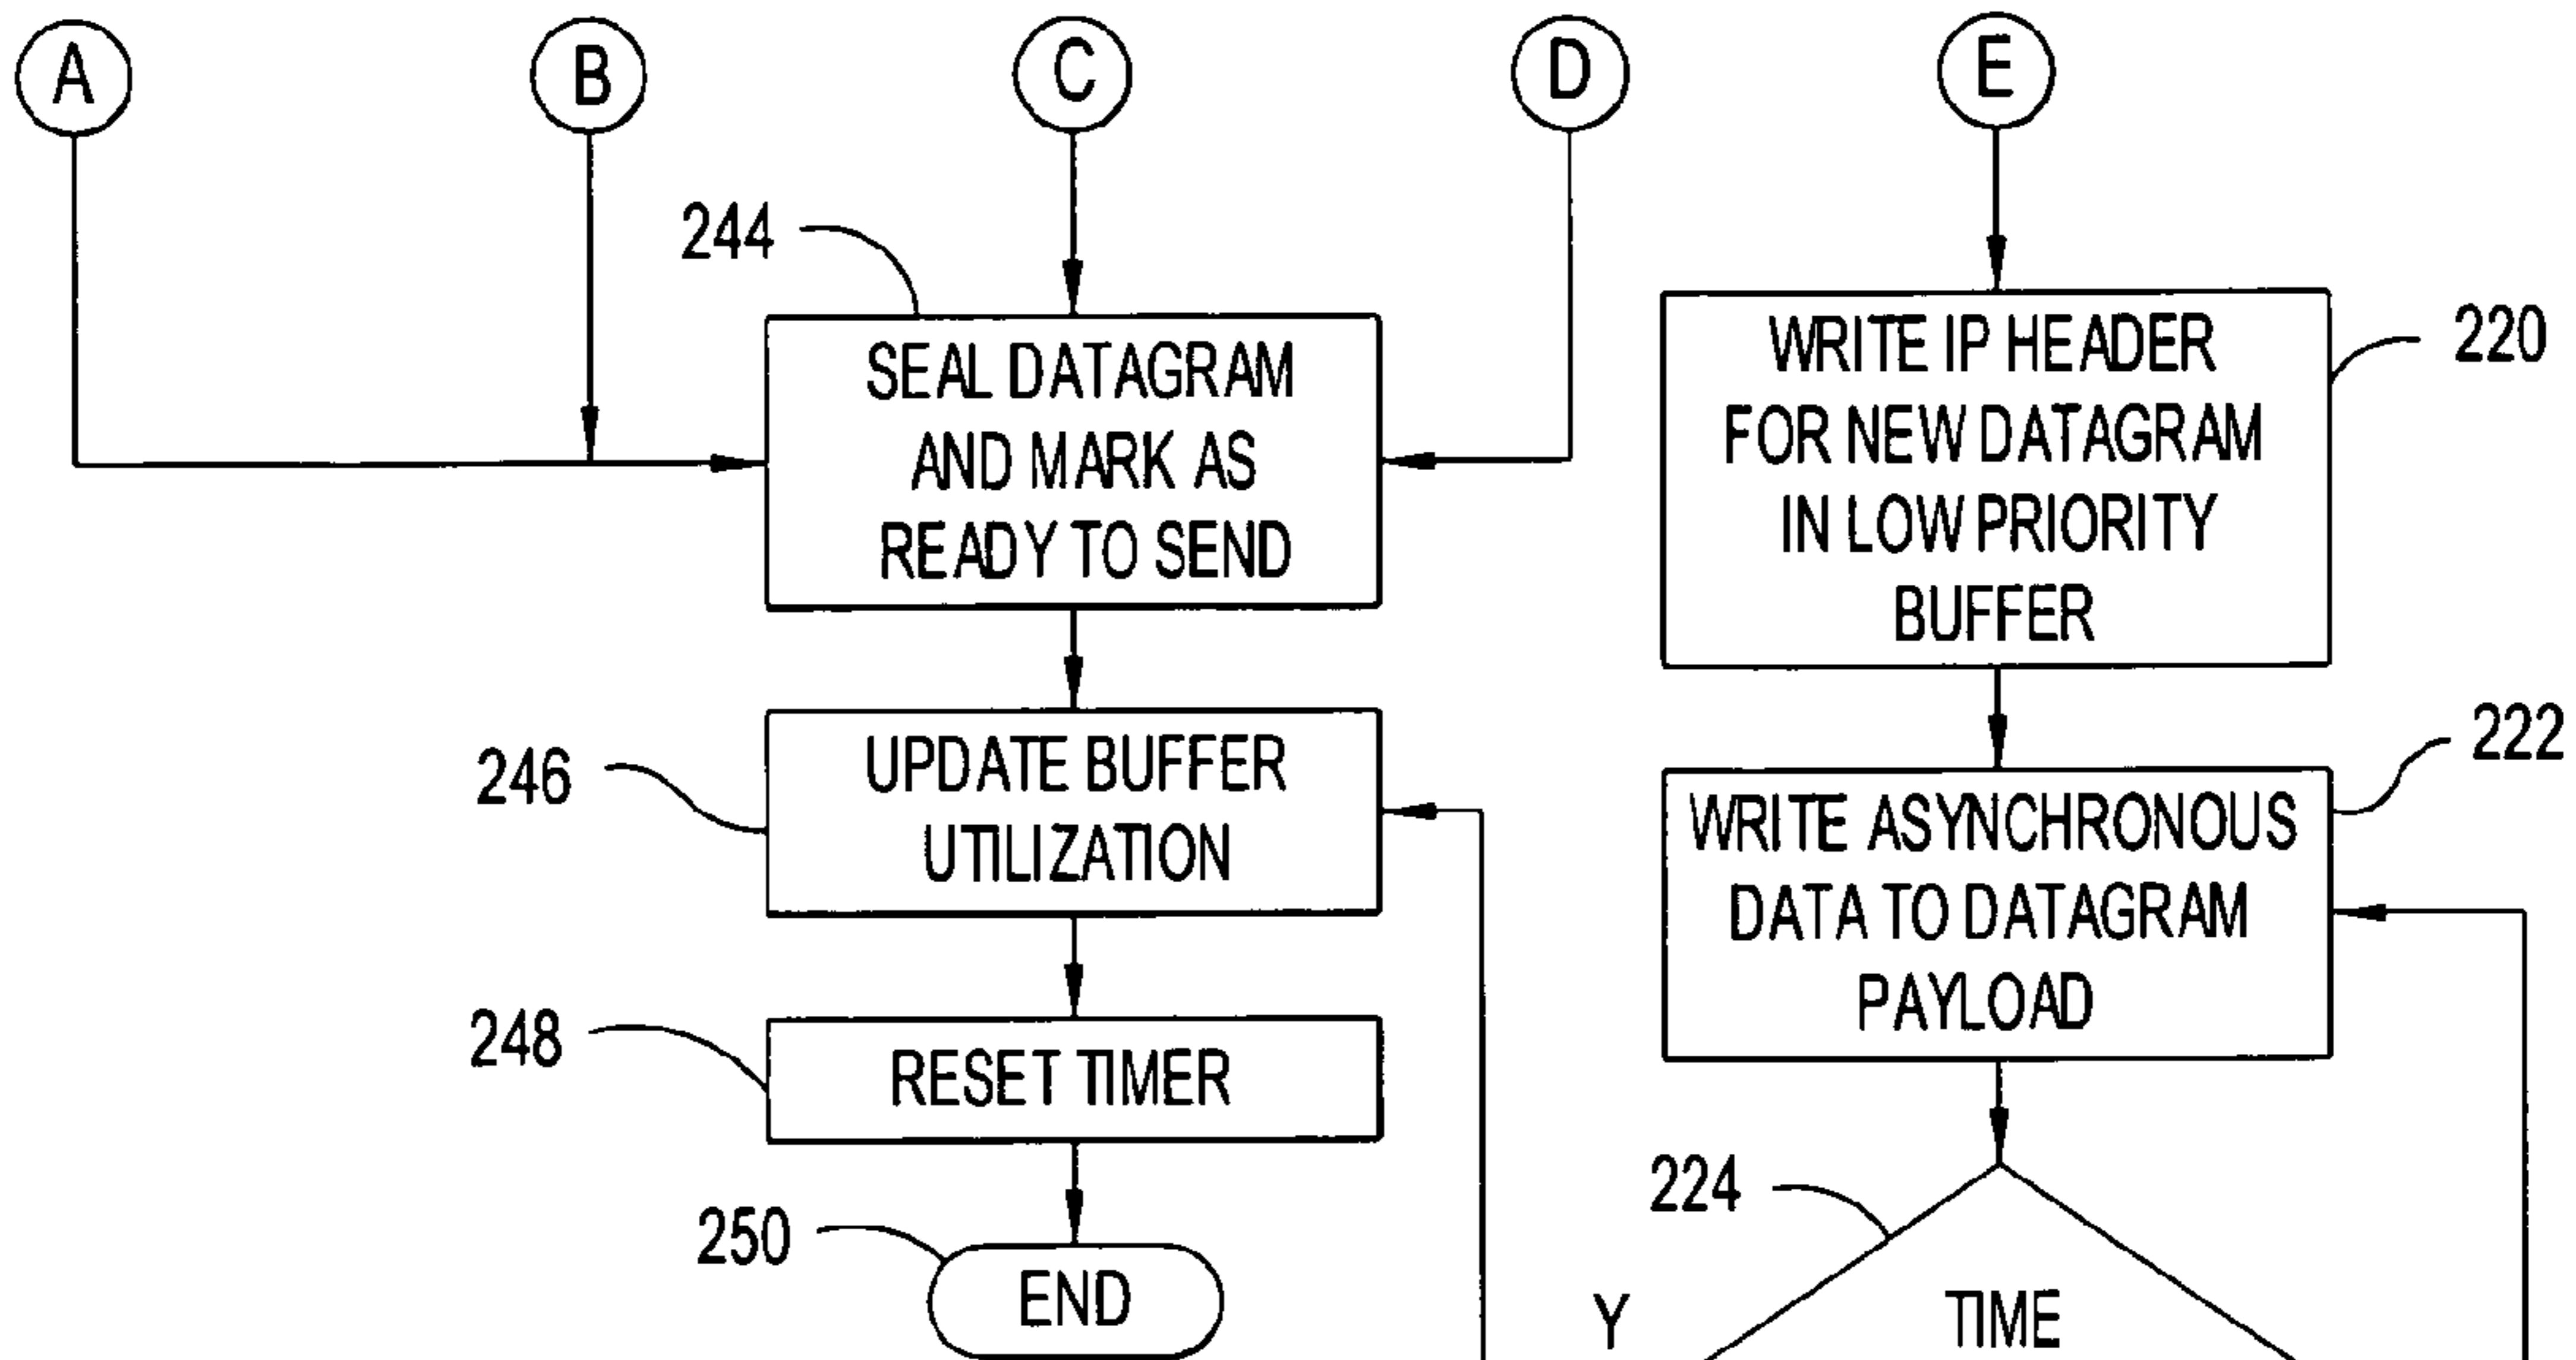 A
B
C
D
E
244
SEAL DATAGRAM
AND MARK AS
READY TO SEND
220
WRITE IP HEADER
FOR NEW DATAGRAM
IN LOW PRIORITY
BUFFER
246
UPDATE BUFFER
UTILIZATION
222
WRITE ASYNCHRONOUS
DATA TO DATAGRAM
PAYLOAD
248
RESET TIMER
224
250
END
Y
TIME